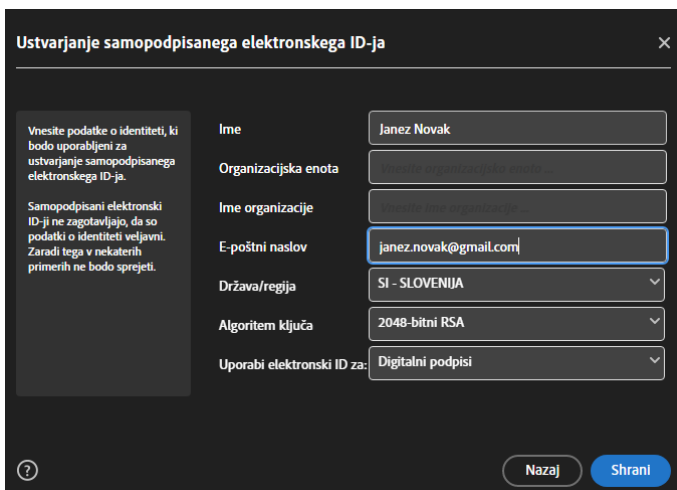 Ustvarjanje samopodpisanega elektronskega ID-ja
Vnesite podatke o identiteti, ki
bodo uporabljeni za
ustvarjanje samopodpisanega
elektronskega ID-ja.
Samopodpisani elektronski
ID-ji ne zagotavljajo, da so
podatki o identiteti veljavni.
Zaradi tega v nekaterih
primerih ne bodo sprejeti.
Ime
Janez Novak
Organizacijska enota
Vnesite organizacijsko enoto ...
Ime organizacije
Vnesite ime organizacije ...
E-poštni naslov
janez.novak@gmail.com
Država/regija
SI - SLOVENIJA
Algoritem ključa
2048-bitni RSA
Uporabi elektronski ID za:
Digitalni podpisi
?
Nazaj
Shrani